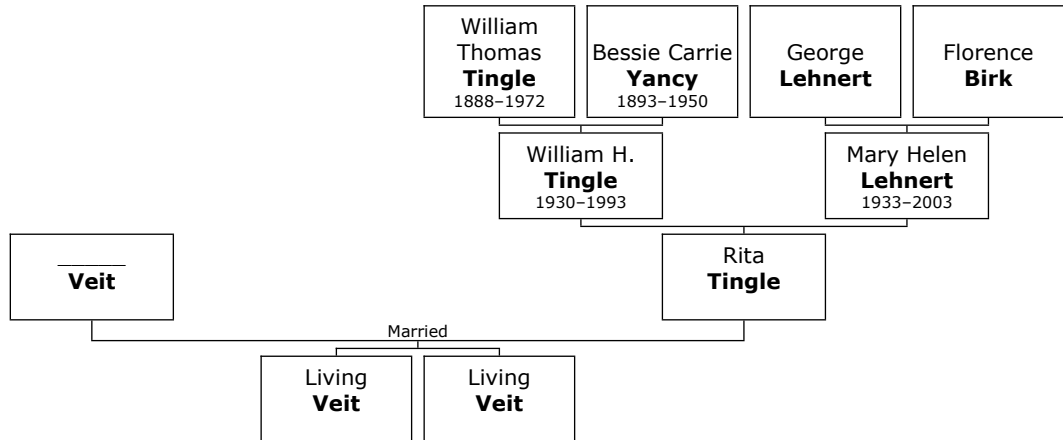 William
Thomas
Tingle
1888–1972
Bessie Carrie
Yancy
1893–1950
George
Lehnert
Florence
Birk
William H.
Tingle
1930–1993
Mary Helen
Lehnert
1933–2003
Veit
Rita
Tingle
Married
Living
Veit
Living
Veit